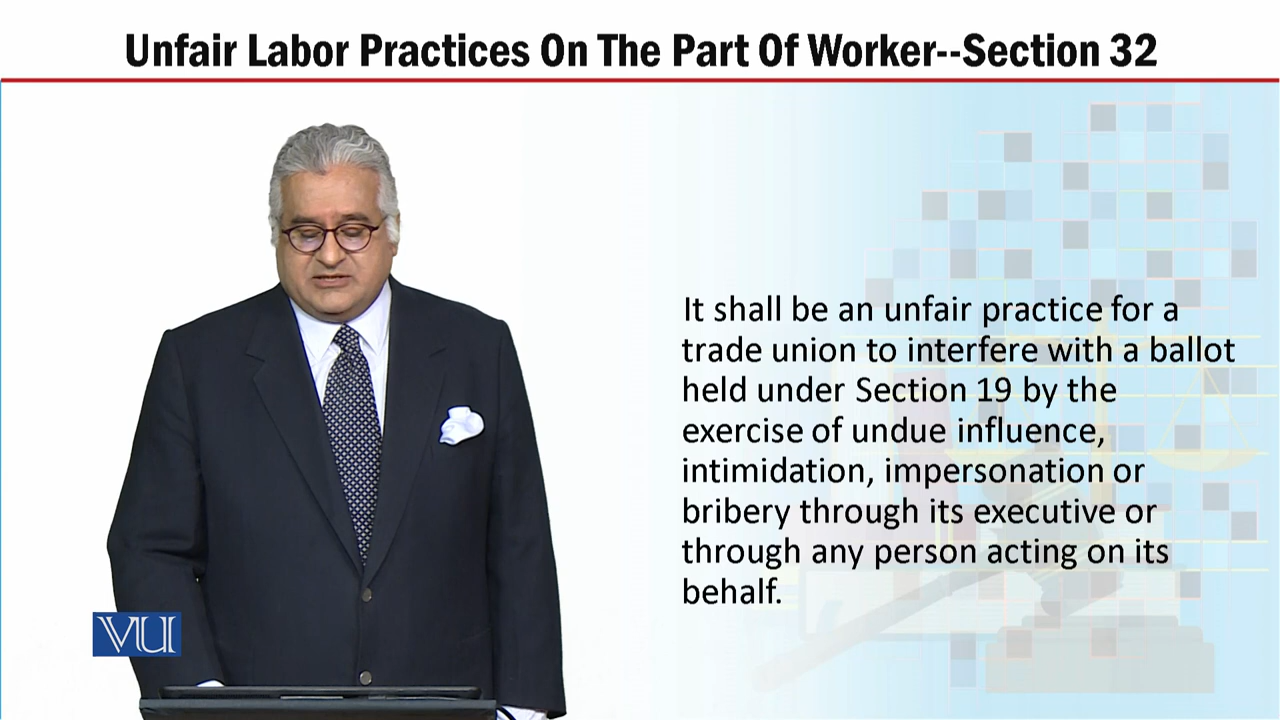 Unfair Labor Practices On The Part Of Worker--Section 32
It shall be an unfair practice for a
trade union to interfere with a ballot
held under Section 19 by the
exercise of undue influence,
intimidation, impersonation or
bribery through its executive or
through any person acting on its
behalf.
VU